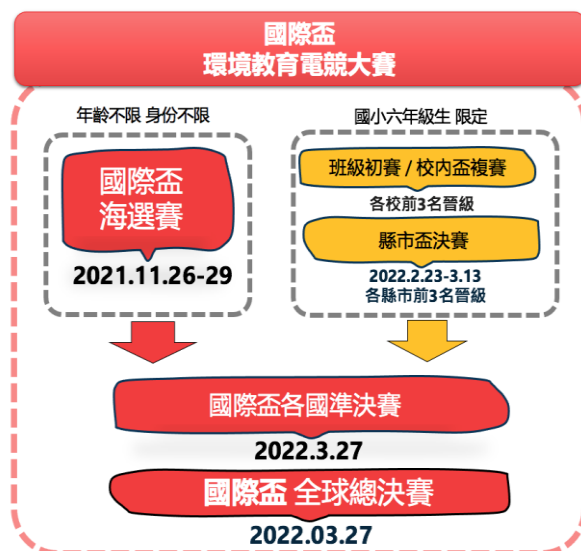 國際盃
環境教育電競大賽
年齡不限 身份不限
國際盃
海選賽
2021.11.26-29
國小六年級生 限定
班級初賽 / 校內盃複賽
各校前3名晉級
縣市盃決賽
2022.2.23-3.13
各縣市前3名晉級
國際盃各國準決賽
2022.3.27
國際盃 全球總決賽
2022.03.27